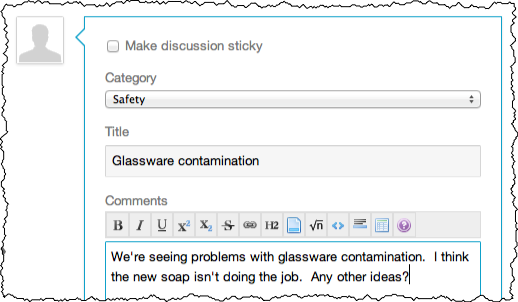 Make discussion sticky
Category
Safety
Title
Glassware contamination
Comments
B I U X² X₂ S H2 √n <>  ?
We're seeing problems with glassware contamination.  I think
the new soap isn't doing the job.  Any other ideas?